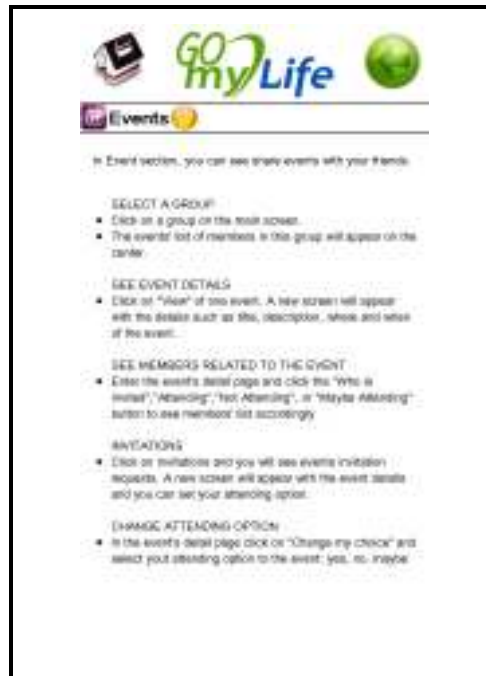 GO
my Life
Events
In Event section, you can see share events with your friends.
SELECT A GROUP
Click on a group on the main screen.
The events' list of members in this group will appear on the
center.
SEE EVENT DETAILS
Click on "View" of one event. A new screen will appear
with the details such as title, description, where and when
of the event.
SEE MEMBERS RELATED TO THE EVENT
Enter the event's detail page and click the "Who is
invited", "Attending", "Not Attending", or "Maybe Attending"
button to see members' list accordingly.
INVITATIONS
Click on invitations and you will see events invitation
requests. A new screen will appear with the event details
and you can set your attending option.
CHANGE ATTENDING OPTION
In the event's detail page click on "Change my choice" and
select yout attending option to the event: yes, no, maybe